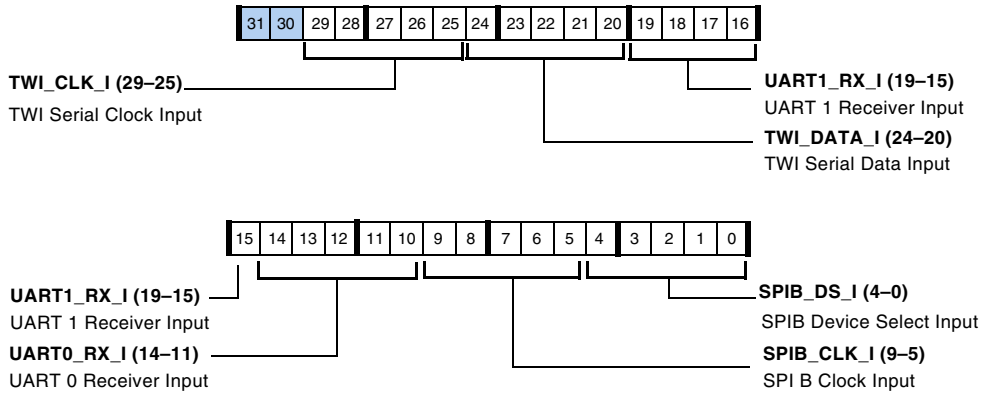 31 30 29 28 27 26 25 24 23 22 21 20 19 18 17 16
TWI_CLK_I (29–25)
TWI Serial Clock Input
UART1_RX_I (19–15)
UART 1 Receiver Input
TWI_DATA_I (24–20)
TWI Serial Data Input
15 14 13 12 11 10 9 8 7 6 5 4 3 2 1 0
UART1_RX_I (19–15)
UART 1 Receiver Input
UART0_RX_I (14–11)
UART 0 Receiver Input
SPIB_DS_I (4–0)
SPIB Device Select Input
SPIB_CLK_I (9–5)
SPI B Clock Input